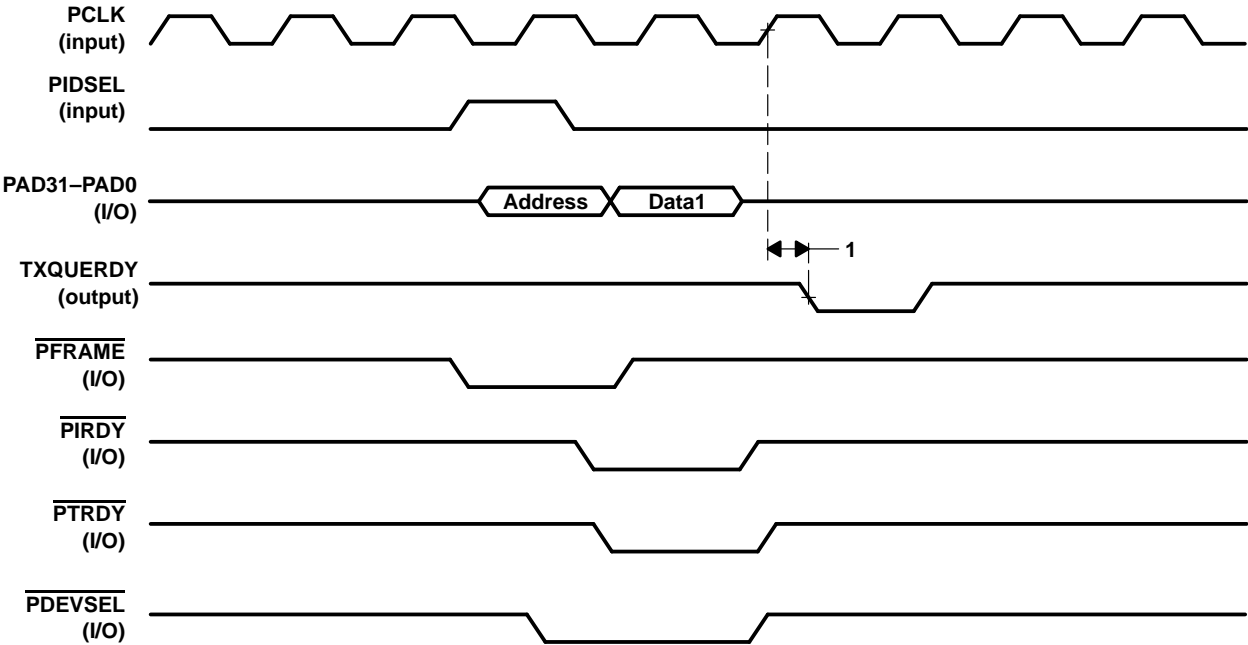 PCLK
(input)
PIDSEL
(input)
PAD31–PAD0
(I/O)
Address
Data1
1
TXQUERDY
(output)
PFRAME
(I/O)
PIRDY
(I/O)
PTRDY
(I/O)
PDEVSEL
(I/O)